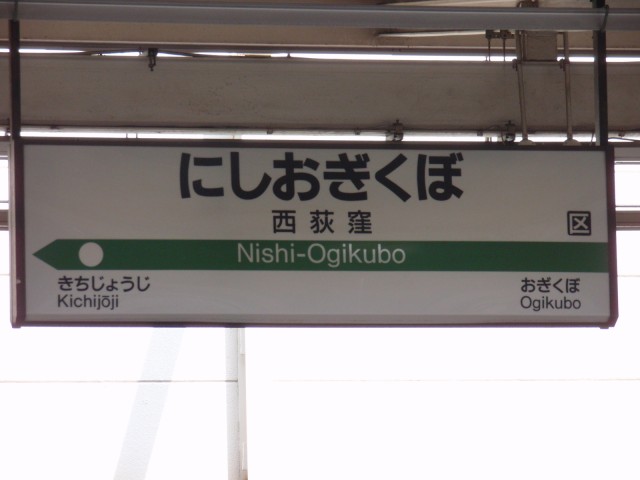 にしおぎくぼ
西荻窪
区
Nishi-Ogikubo
きちじょうじ
Kichijōji
おぎくぼ
Ogikubo